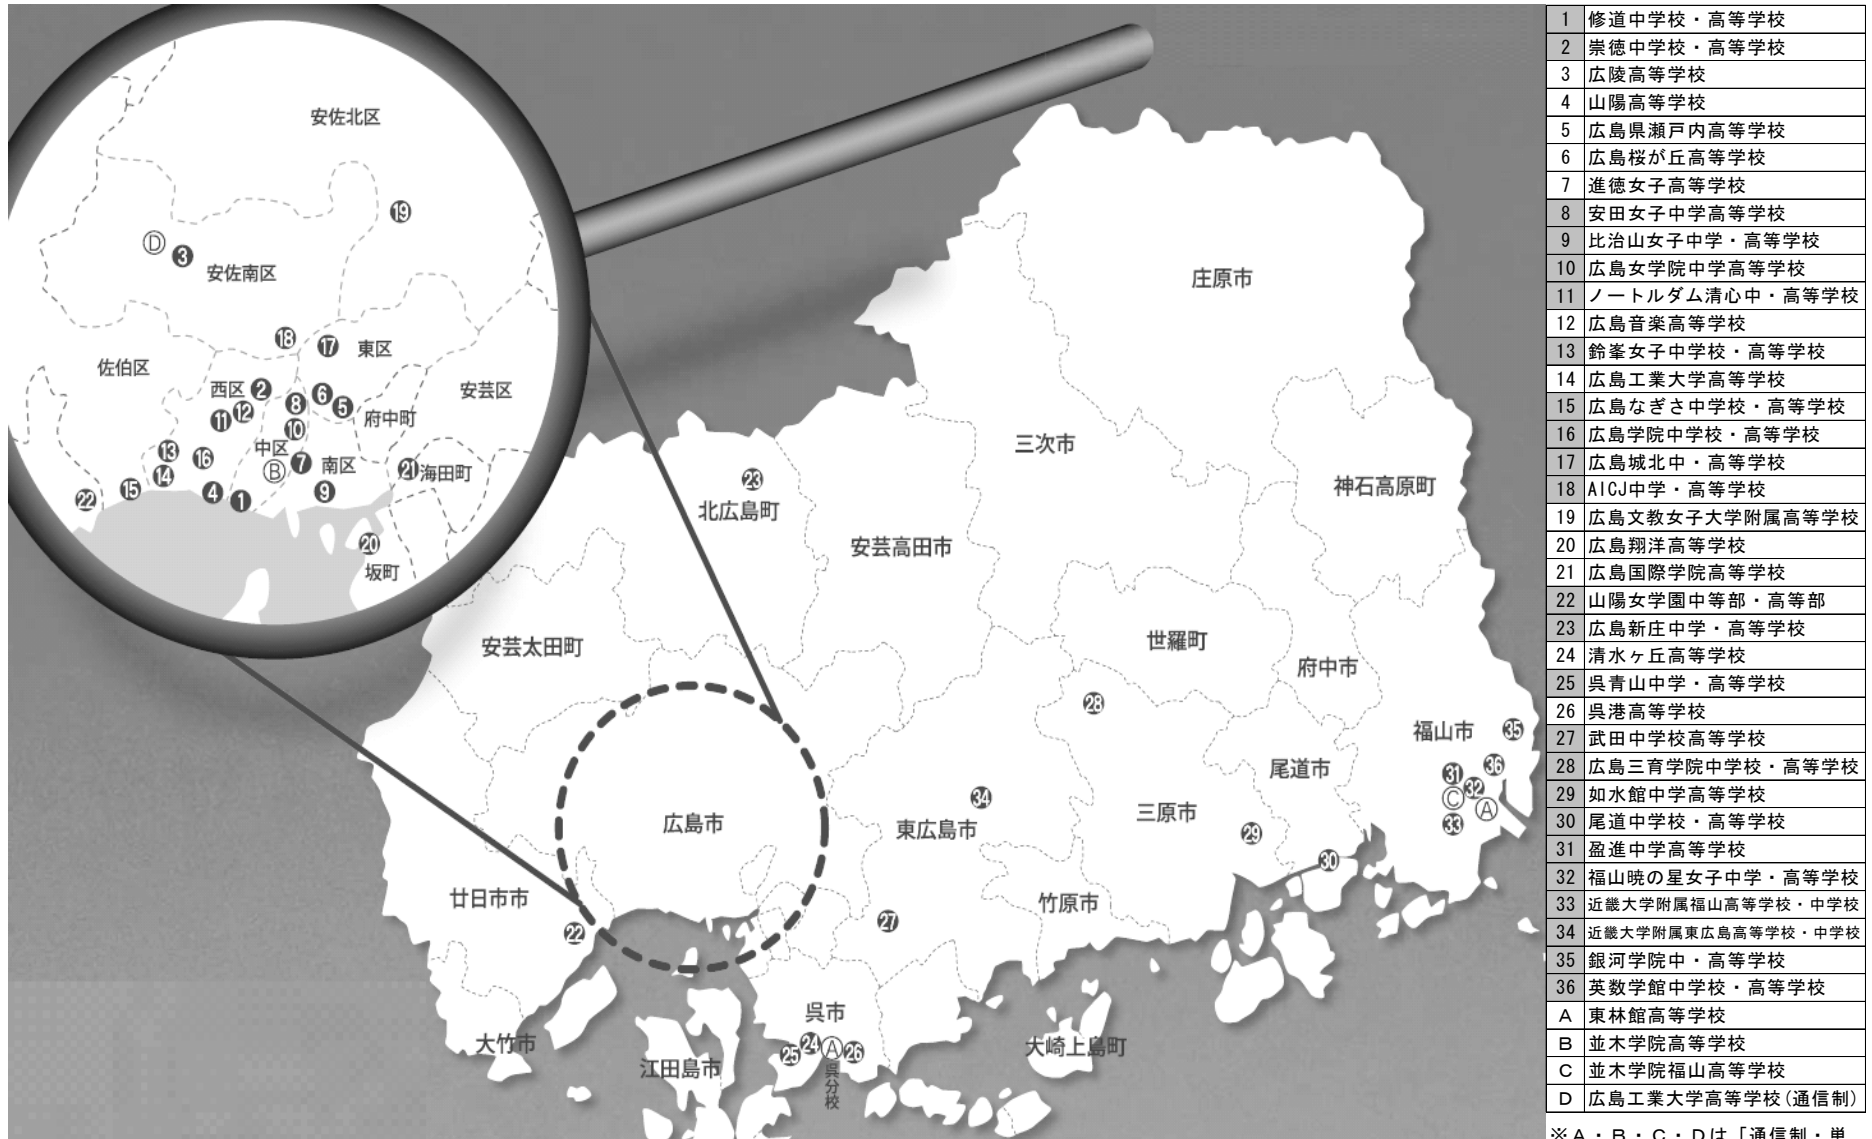 安佐北区
⑲
Ⓓ
❸
安佐南区
⑱
⑰
東区
佐伯区
西区
❷
安芸区
❽
❻
❺
府中町
⑪
⑫
⑩
中区
⑬
⑯
Ⓑ
❼
南区
㉑
海田町
⑭
⑮
㉒
❹
❶
❾
⑳
坂町
庄原市
三次市
神石高原町
㉓
北広島町
安芸高田市
安芸太田町
世羅町
府中市
㉘
福山市
㉟
尾道市
㉛
㊱
㉜
Ⓒ
Ⓐ
㉝
㉞
広島市
東広島市
三原市
㉙
㉚
廿日市市
㉒
㉗
竹原市
呉市
大竹市
江田島市
㉕
㉔
Ⓐ
㉖
呉分校
大崎上島町
1 修道中学校・高等学校
2 崇徳中学校・高等学校
3 広陵高等学校
4 山陽高等学校
5 広島県瀬戸内高等学校
6 広島桜が丘高等学校
7 進徳女子高等学校
8 安田女子中学高等学校
9 比治山女子中学・高等学校
10 広島女学院中学高等学校
11 ノートルダム清心中・高等学校
12 広島音楽高等学校
13 鈴峯女子中学校・高等学校
14 広島工業大学高等学校
15 広島なぎさ中学校・高等学校
16 広島学院中学校・高等学校
17 広島城北中・高等学校
18 AICJ中学・高等学校
19 広島文教女子大学附属高等学校
20 広島翔洋高等学校
21 広島国際学院高等学校
22 山陽女学園中等部・高等部
23 広島新庄中学・高等学校
24 清水ヶ丘高等学校
25 呉青山中学・高等学校
26 呉港高等学校
27 武田中学校高等学校
28 広島三育学院中学校・高等学校
29 如水館中学高等学校
30 尾道中学校・高等学校
31 盈進中学高等学校
32 福山暁の星女子中学・高等学校
33 近畿大学附属福山高等学校・中学校
34 近畿大学附属東広島高等学校・中学校
35 銀河学院中・高等学校
36 英数学館中学校・高等学校
A 東林館高等学校
B 並木学院高等学校
C 並木学院福山高等学校
D 広島工業大学高等学校(通信制)
※A・B・C・Dは「通信制・単